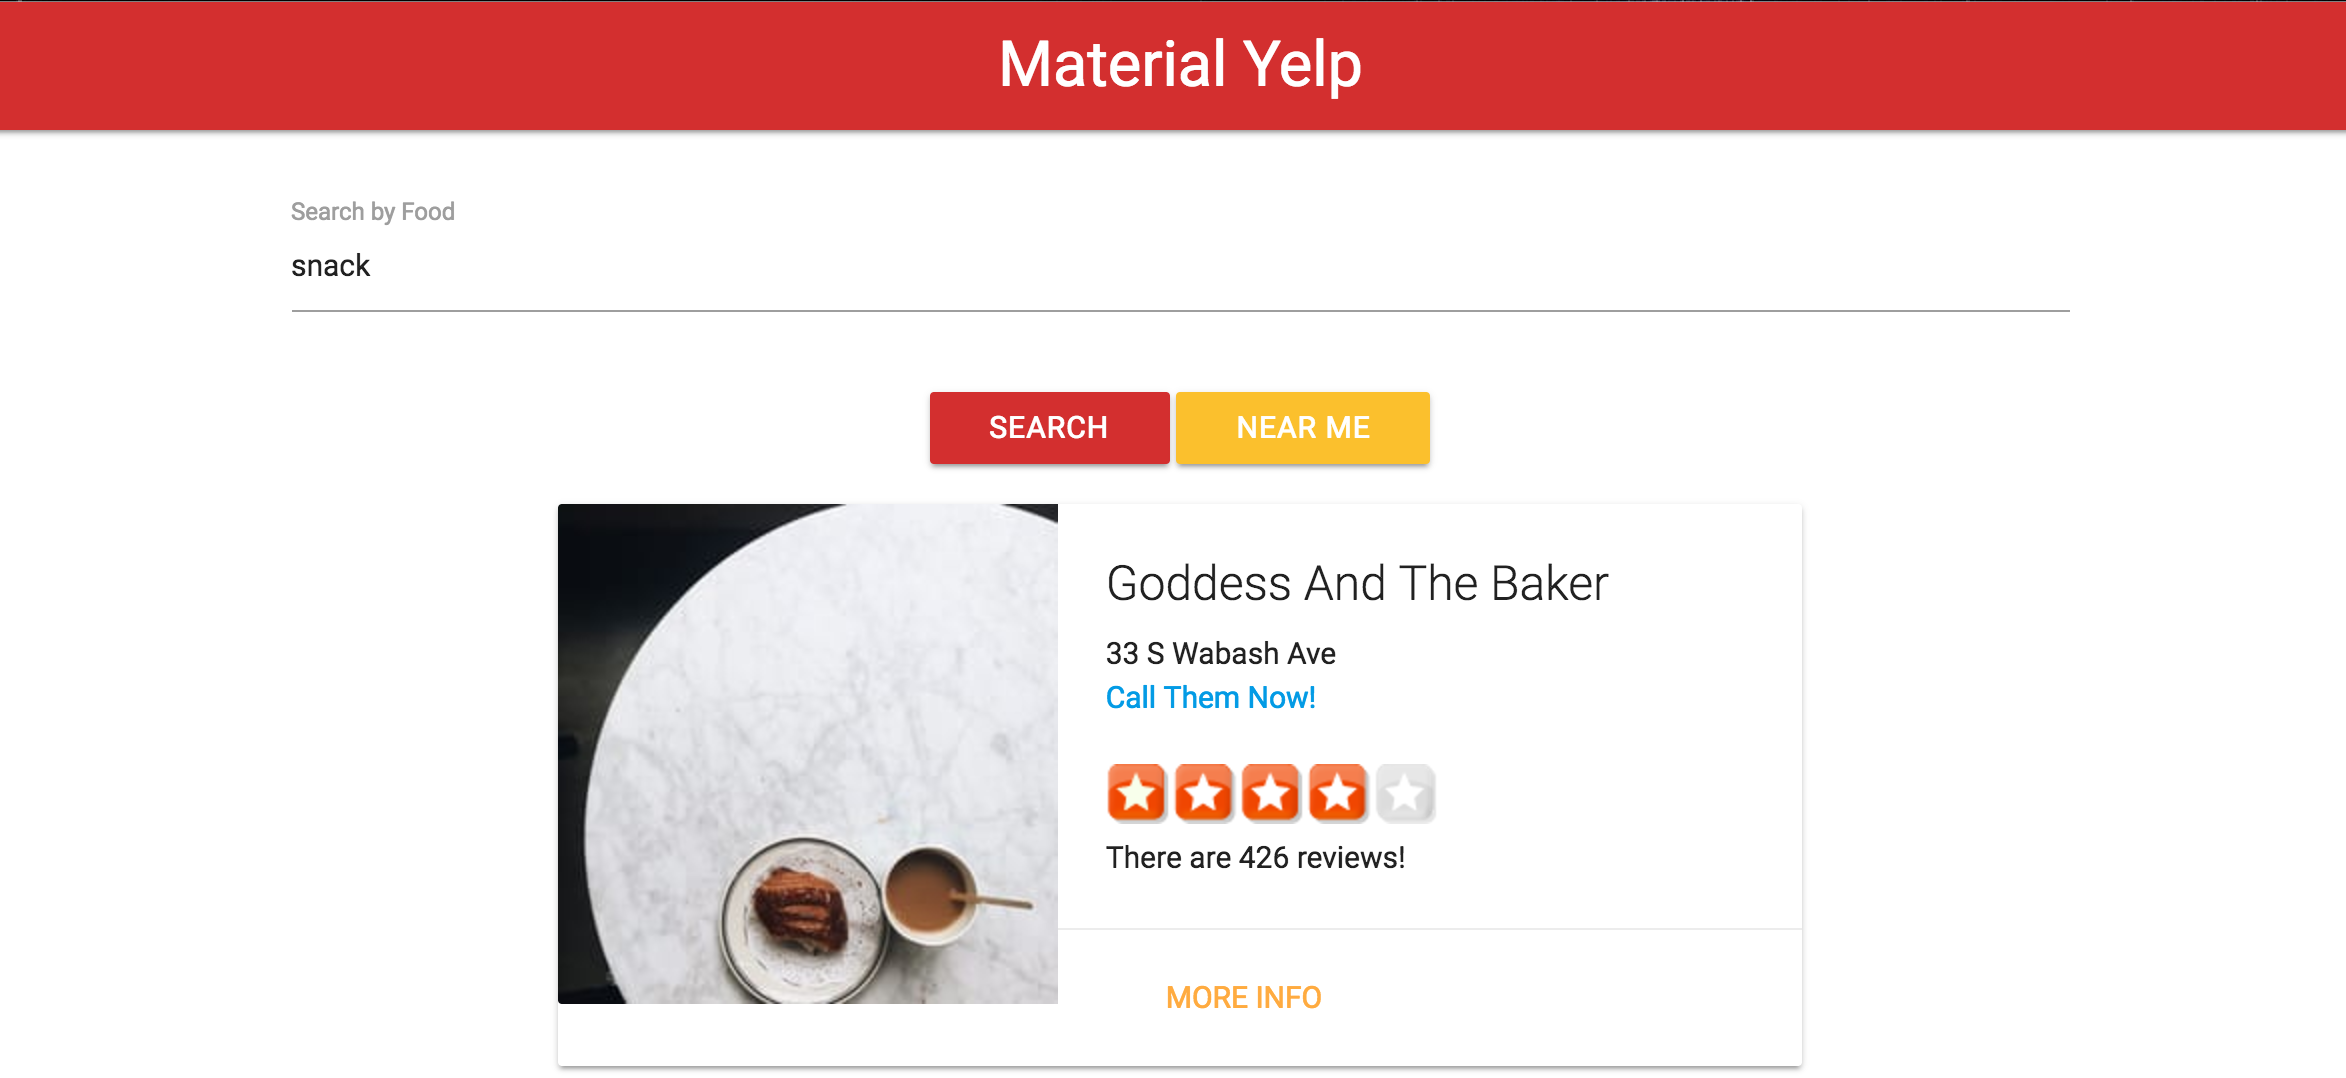 Material Yelp
Search by Food
snack
SEARCH
NEAR ME
Goddess And The Baker
33 S Wabash Ave
Call Them Now!
There are 426 reviews!
MORE INFO